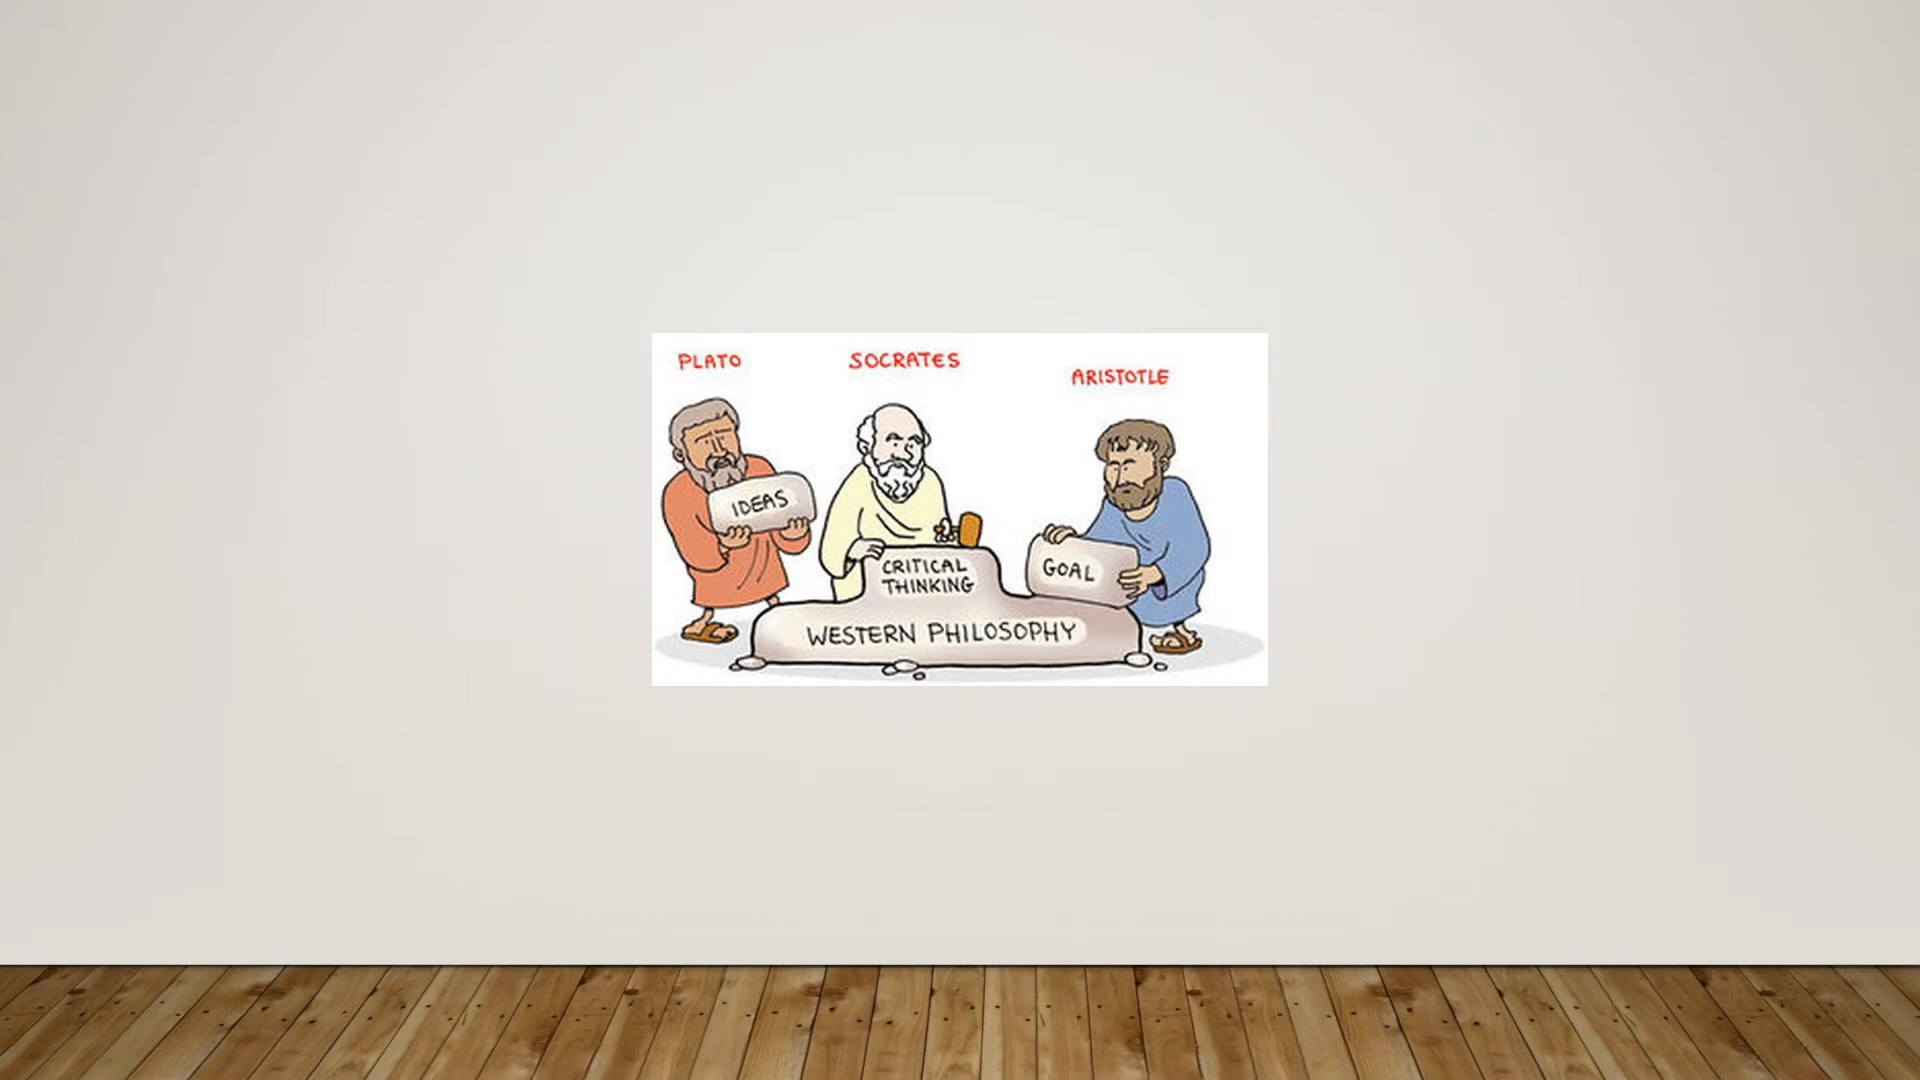 PLATO
SOCRATES
ARISTOTLE
IDEAS
CRITICAL
THINKING
GOAL
WESTERN PHILOSOPHY